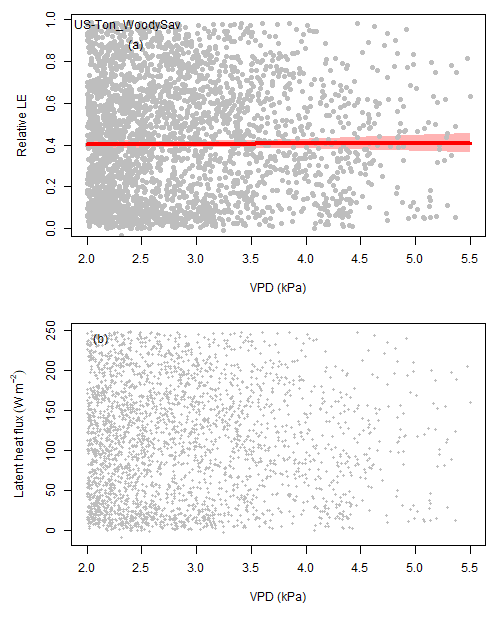 US-Ton_WoodySav
(a)
1.0
0.8
0.6
0.4
0.2
0.0
Relative LE
2.0 2.5 3.0 3.5 4.0 4.5 5.0 5.5
VPD (kPa)
(b)
250
200
150
100
50
0
Latent heat flux (W m⁻²)
2.0 2.5 3.0 3.5 4.0 4.5 5.0 5.5
VPD (kPa)